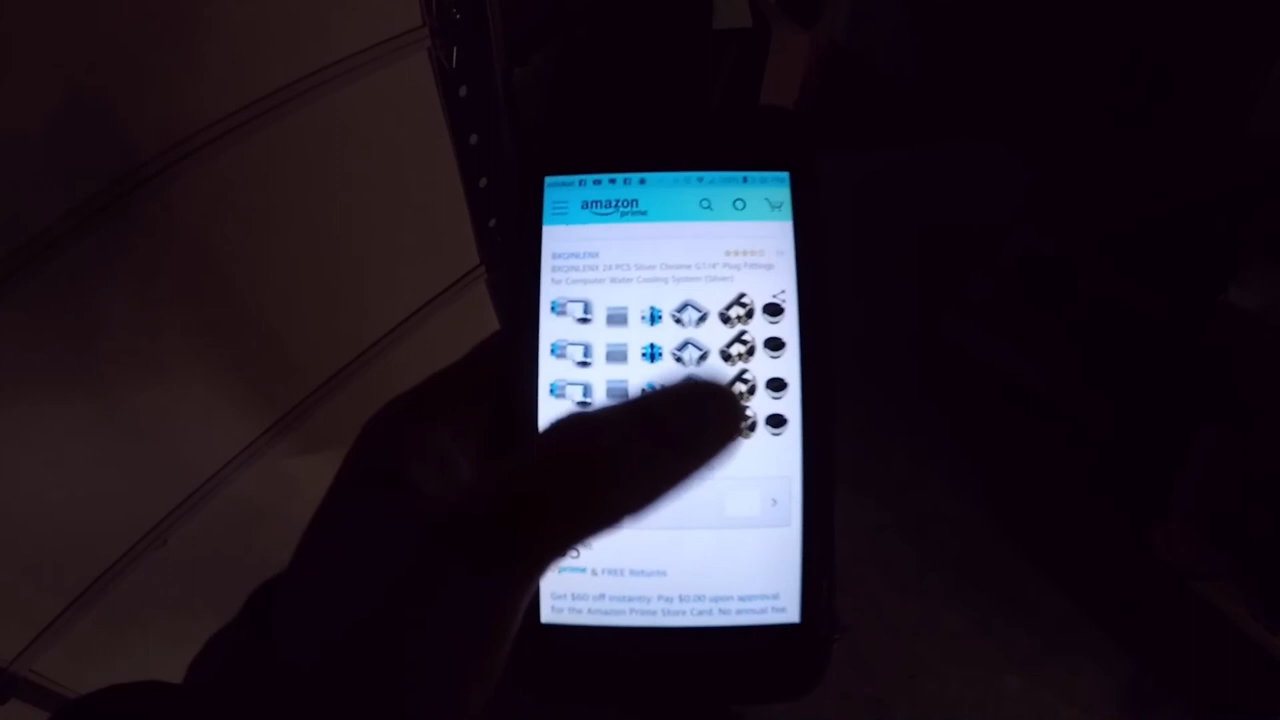 amazon
prime
BXQINLENX
BXQINLENX 24 PCS Silver Chrome G1/4" Plug Fittings
for Computer Water Cooling System (Silver)
prime & FREE Returns
Get $60 off instantly: Pay $0.00 upon approval
for the Amazon Prime Store Card. No annual fee